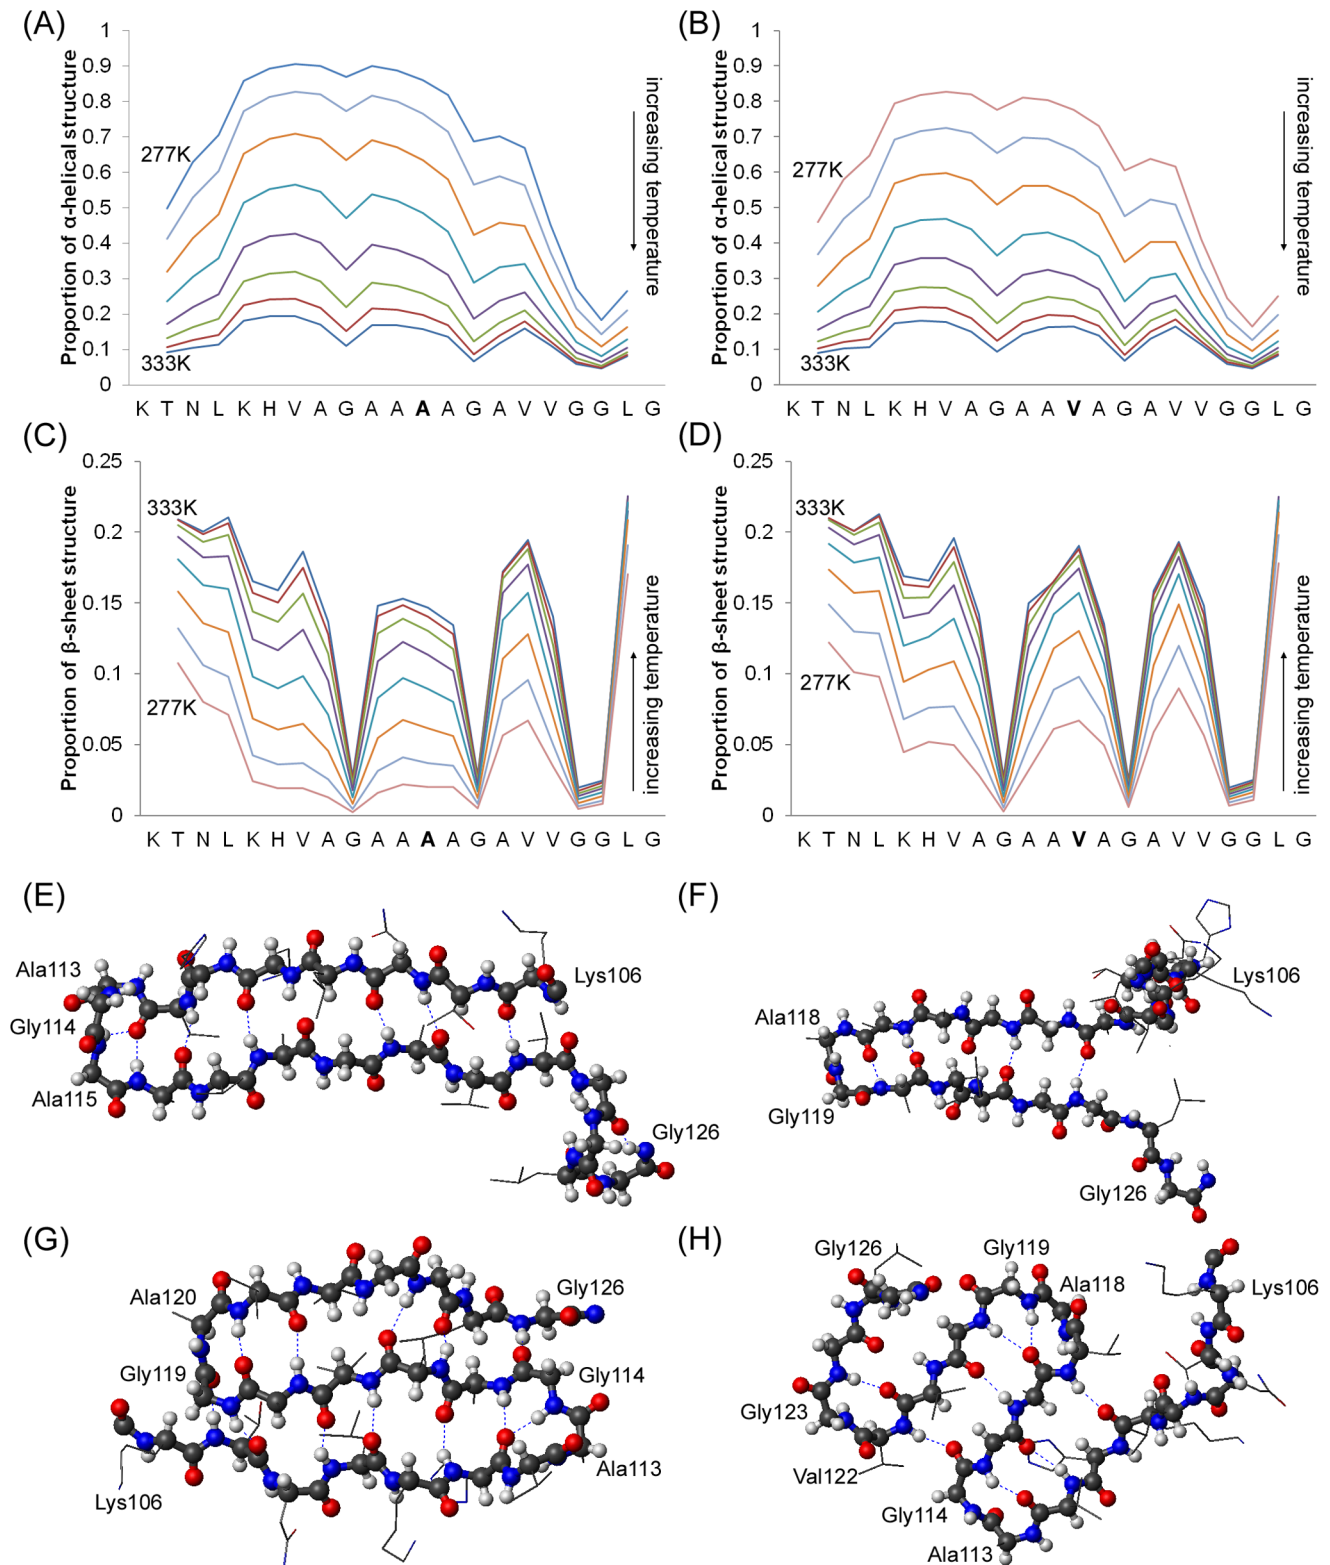 (A)
Proportion of α-helical structure
1
0.9
0.8
0.7
0.6
0.5
0.4
0.3
0.2
0.1
0
277K
333K
increasing temperature
K T N L K H V A G A A A A G A V V G G L G
(B)
Proportion of α-helical structure
1
0.9
0.8
0.7
0.6
0.5
0.4
0.3
0.2
0.1
0
277K
333K
increasing temperature
K T N L K H V A G A A V A G A V V G G L G
(C)
Proportion of β-sheet structure
0.25
0.2
0.15
0.1
0.05
0
333K
277K
increasing temperature
K T N L K H V A G A A A A G A V V G G L G
(D)
Proportion of β-sheet structure
0.25
0.2
0.15
0.1
0.05
0
333K
277K
increasing temperature
K T N L K H V A G A A V A G A V V G G L G
(E)
Ala113
Gly114
Ala115
Lys106
Gly126
(F)
Lys106
Ala118
Gly119
Gly126
(G)
Ala120
Gly119
Lys106
Gly126
Gly114
Ala113
(H)
Gly126
Gly119
Ala118
Lys106
Gly123
Val122
Gly114
Ala113